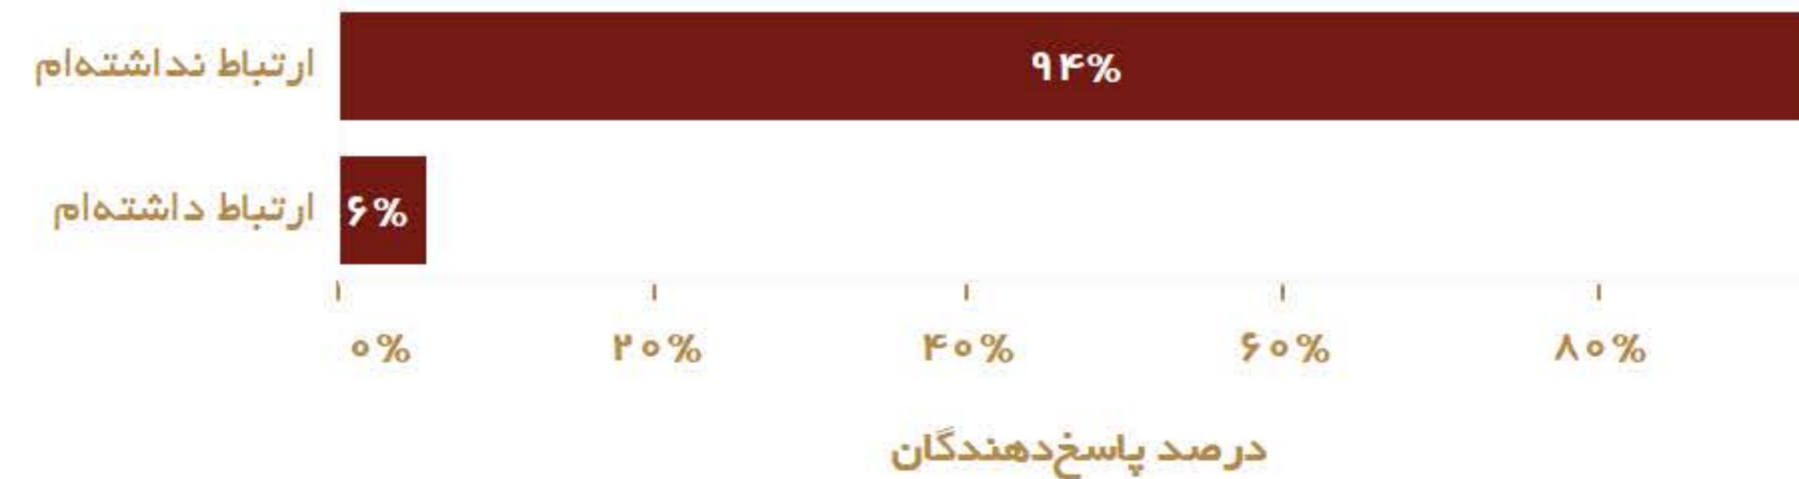 ارتباط نداشته‌ام
۹۴%
ارتباط داشته‌ام
۶%
۰% ۲۰% ۴۰% ۶۰% ۸۰%
درصد پاسخ‌دهندگان